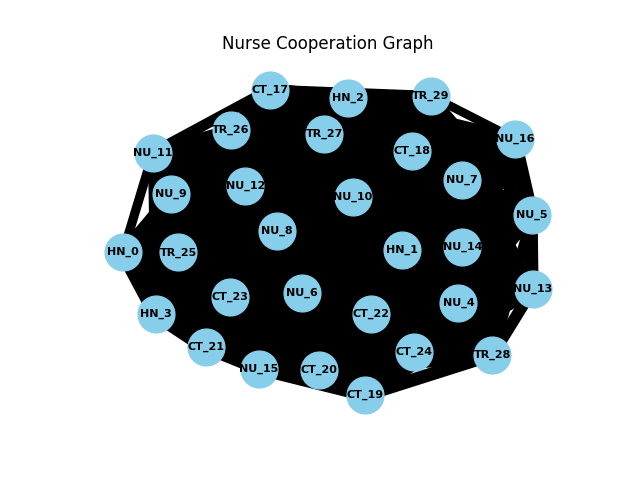 Nurse Cooperation Graph
CT_17
HN_2
TR_29
TR_26
TR_27
NU_16
NU_11
CT_18
NU_9
NU_12
NU_10
NU_7
NU_5
NU_8
HN_0
TR_25
HN_1
NU_14
CT_23
NU_6
NU_13
HN_3
CT_22
NU_4
CT_21
CT_24
TR_28
NU_15
CT_20
CT_19